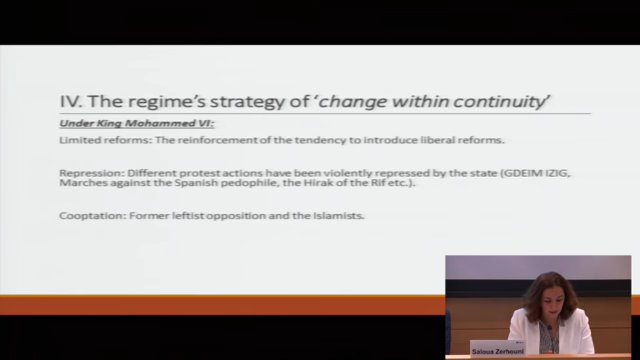 IV. The regime's strategy of 'change within continuity'
Under King Mohammed VI:
Limited reforms: The reinforcement of the tendency to introduce liberal reforms.
Repression: Different protest actions have been violently repressed by the state (GDEIM IZIG,
Marches against the Spanish pedophile, the Hirak of the Rif etc.).
Cooptation: Former leftist opposition and the Islamists.
Saloua Zerhouni